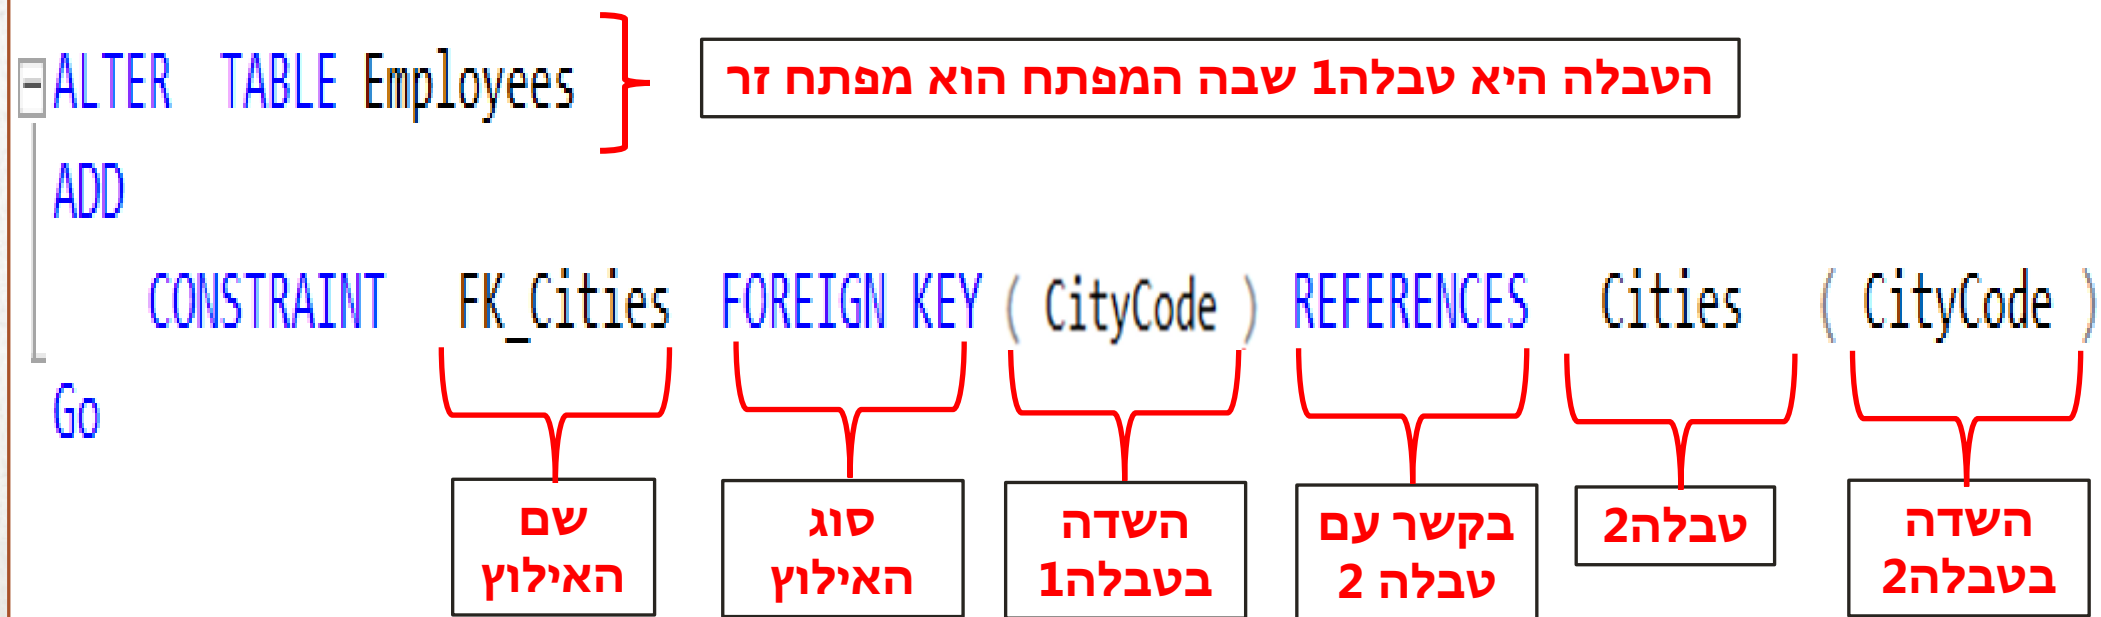 ALTER TABLE Employees
הטבלה היא טבלה1 שבה המפתח הוא מפתח זר
ADD
CONSTRAINT FK_Cities FOREIGN KEY ( CityCode ) REFERENCES Cities ( CityCode )
Go
שם
האילוץ
סוג
האילוץ
השדה
בטבלה1
בקשר עם
טבלה 2
טבלה2
השדה
בטבלה2